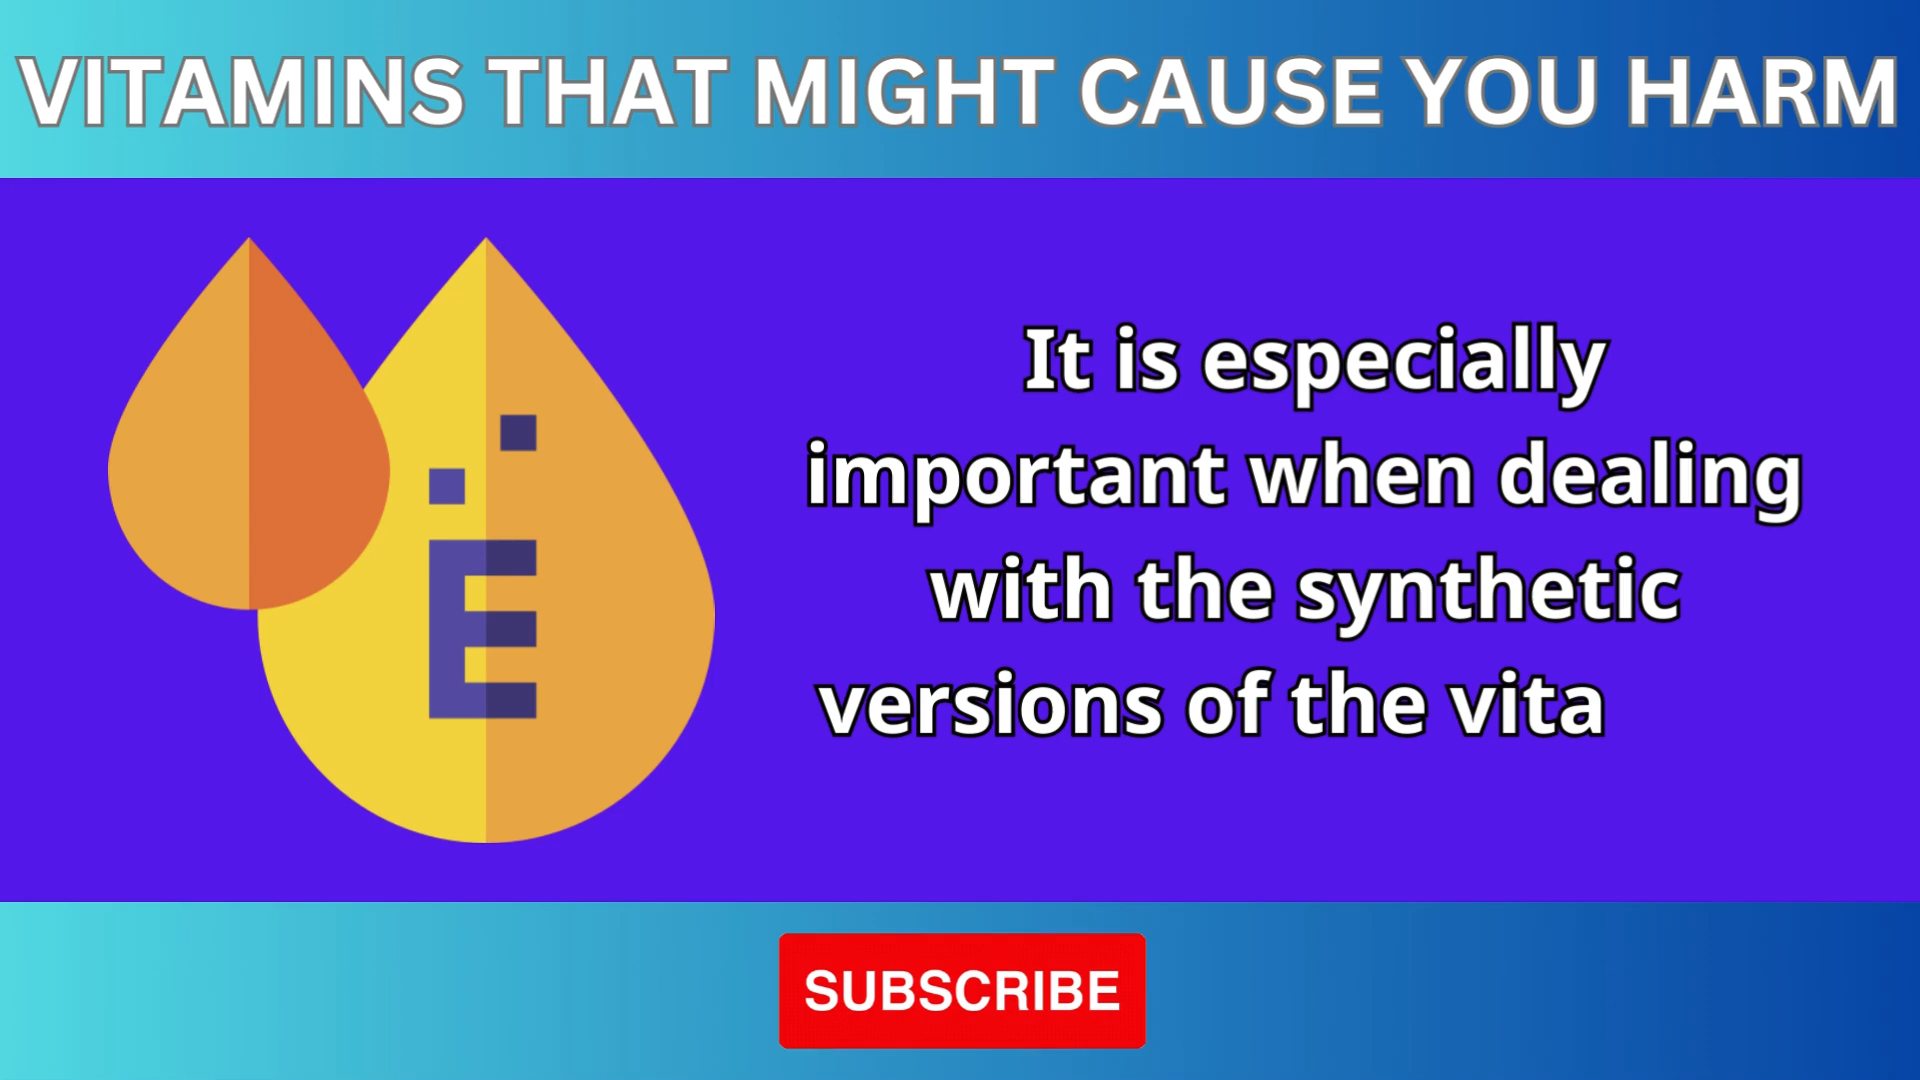 VITAMINS THAT MIGHT CAUSE YOU HARM
E
It is especially
important when dealing
with the synthetic
versions of the vita
SUBSCRIBE